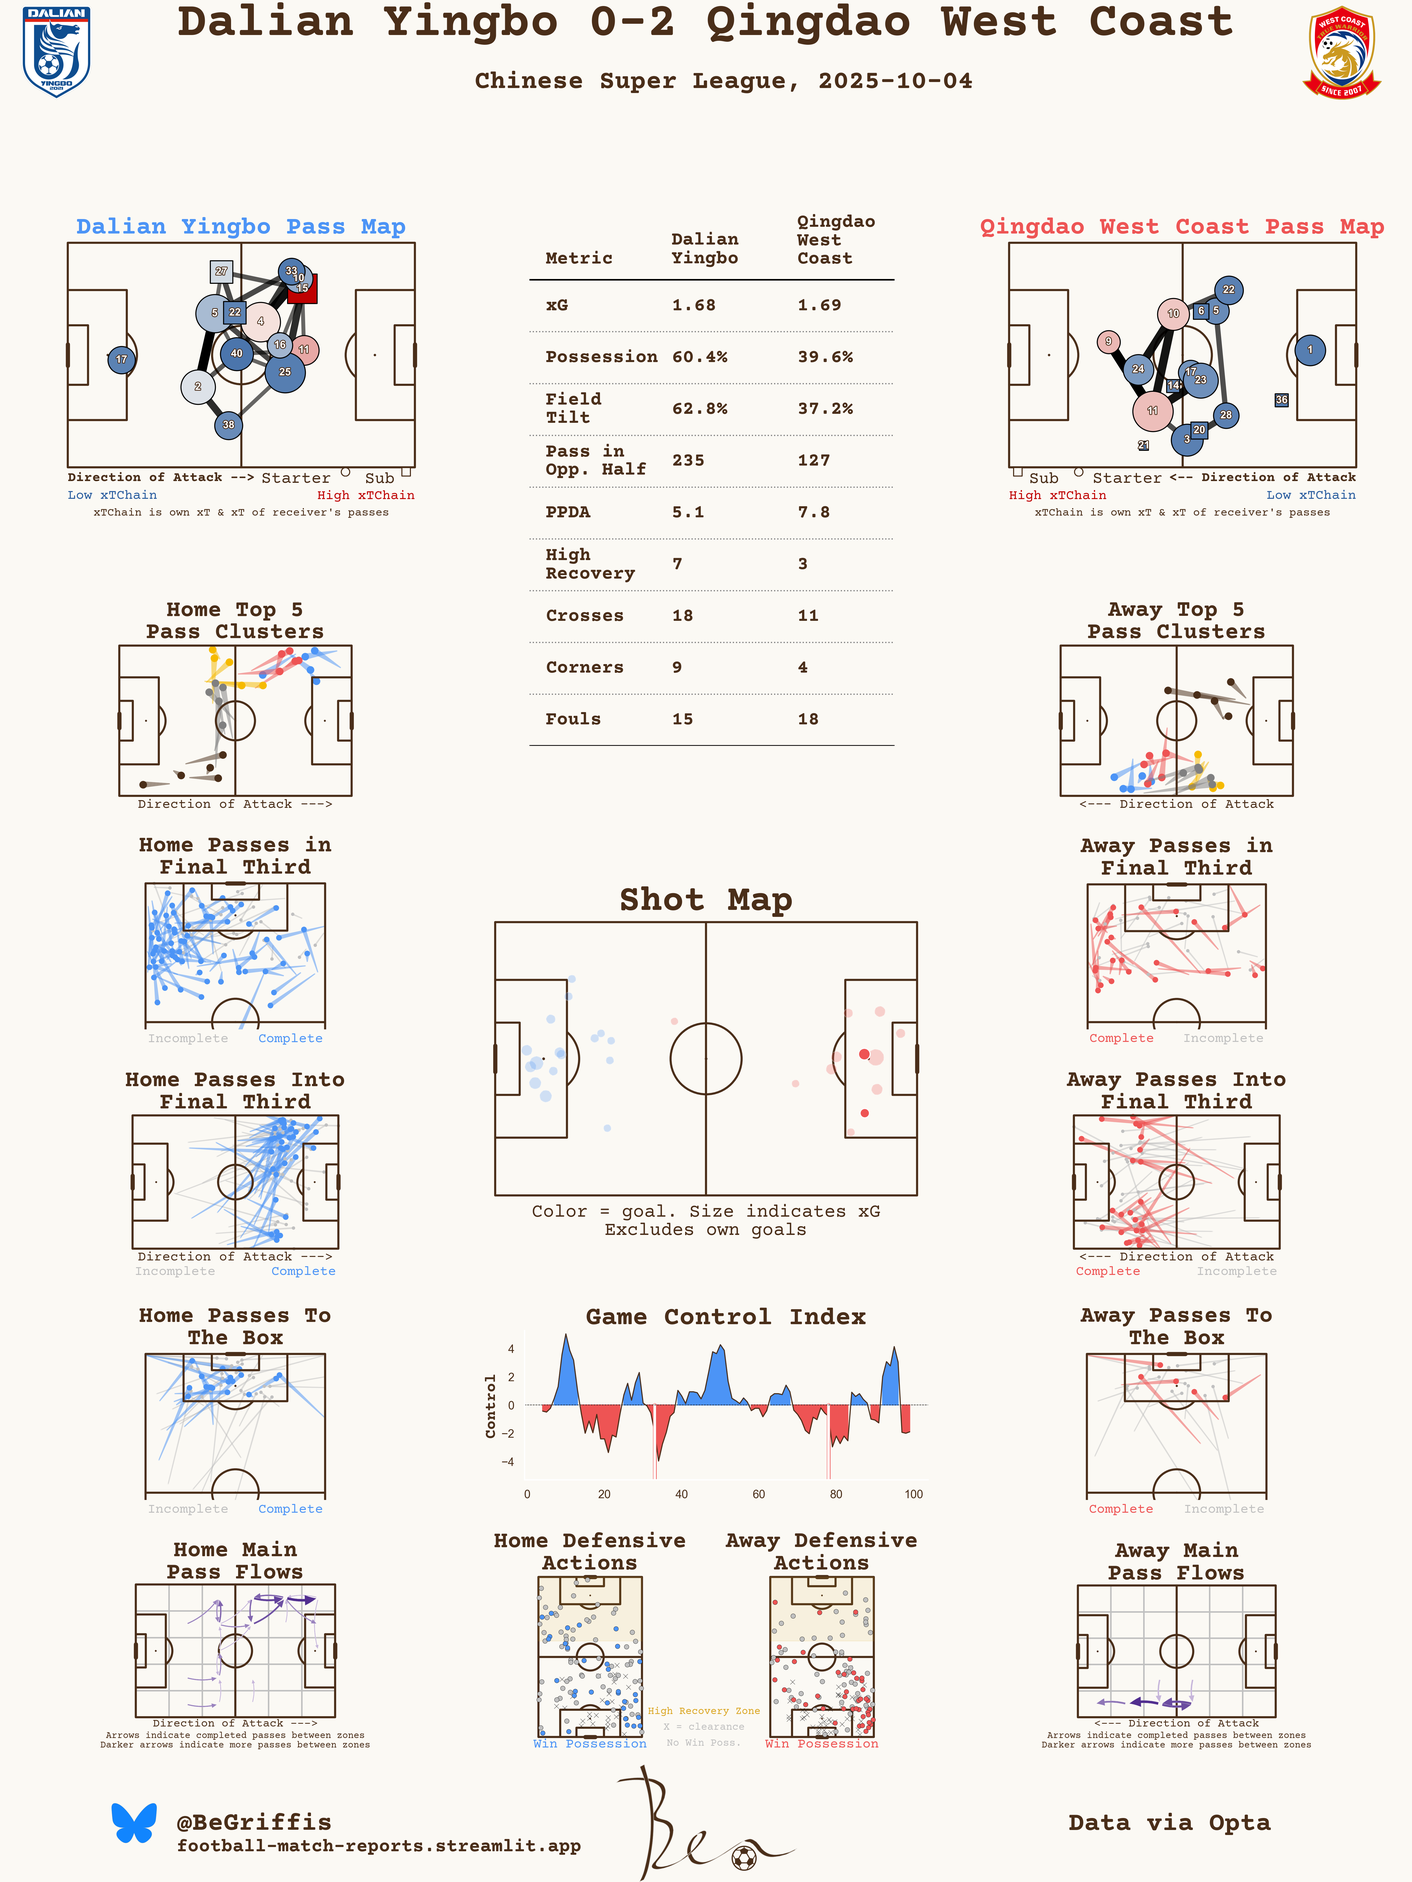 Dalian Yingbo 0-2 Qingdao West Coast
Chinese Super League, 2025-10-04
DALIAN
YINGBO
2021
WEST COAST
TRUE WARRIOR
SINCE 2007
Dalian Yingbo Pass Map
27
33
10
15
5
22
4
16
11
17
40
25
2
38
Direction of Attack --> Starter Sub
Low xTChain High xTChain
xTChain is own xT & xT of receiver's passes
Metric Dalian Yingbo Qingdao West Coast
xG 1.68 1.69
Possession 60.4% 39.6%
Field Tilt 62.8% 37.2%
Pass in Opp. Half 235 127
PPDA 5.1 7.8
High Recovery 7 3
Crosses 18 11
Corners 9 4
Fouls 15 18
Qingdao West Coast Pass Map
22
10
6
5
9
1
24
17
14
23
11
36
28
20
3
21
Sub Starter <-- Direction of Attack
High xTChain Low xTChain
xTChain is own xT & xT of receiver's passes
Home Top 5
Pass Clusters
Direction of Attack --->
Away Top 5
Pass Clusters
<--- Direction of Attack
Home Passes in
Final Third
Incomplete Complete
Away Passes in
Final Third
Complete Incomplete
Shot Map
Color = goal. Size indicates xG
Excludes own goals
Home Passes Into
Final Third
Direction of Attack --->
Incomplete Complete
Away Passes Into
Final Third
<--- Direction of Attack
Complete Incomplete
Home Passes To
The Box
Incomplete Complete
Game Control Index
Control
4
2
0
−2
−4
0 20 40 60 80 100
Away Passes To
The Box
Complete Incomplete
Home Main
Pass Flows
Direction of Attack --->
Arrows indicate completed passes between zones
Darker arrows indicate more passes between zones
Home Defensive
Actions
Win Possession
High Recovery Zone
X = clearance
No Win Poss.
Away Defensive
Actions
Win Possession
Away Main
Pass Flows
<--- Direction of Attack
Arrows indicate completed passes between zones
Darker arrows indicate more passes between zones
@BeGriffis
football-match-reports.streamlit.app
Ben
Data via Opta